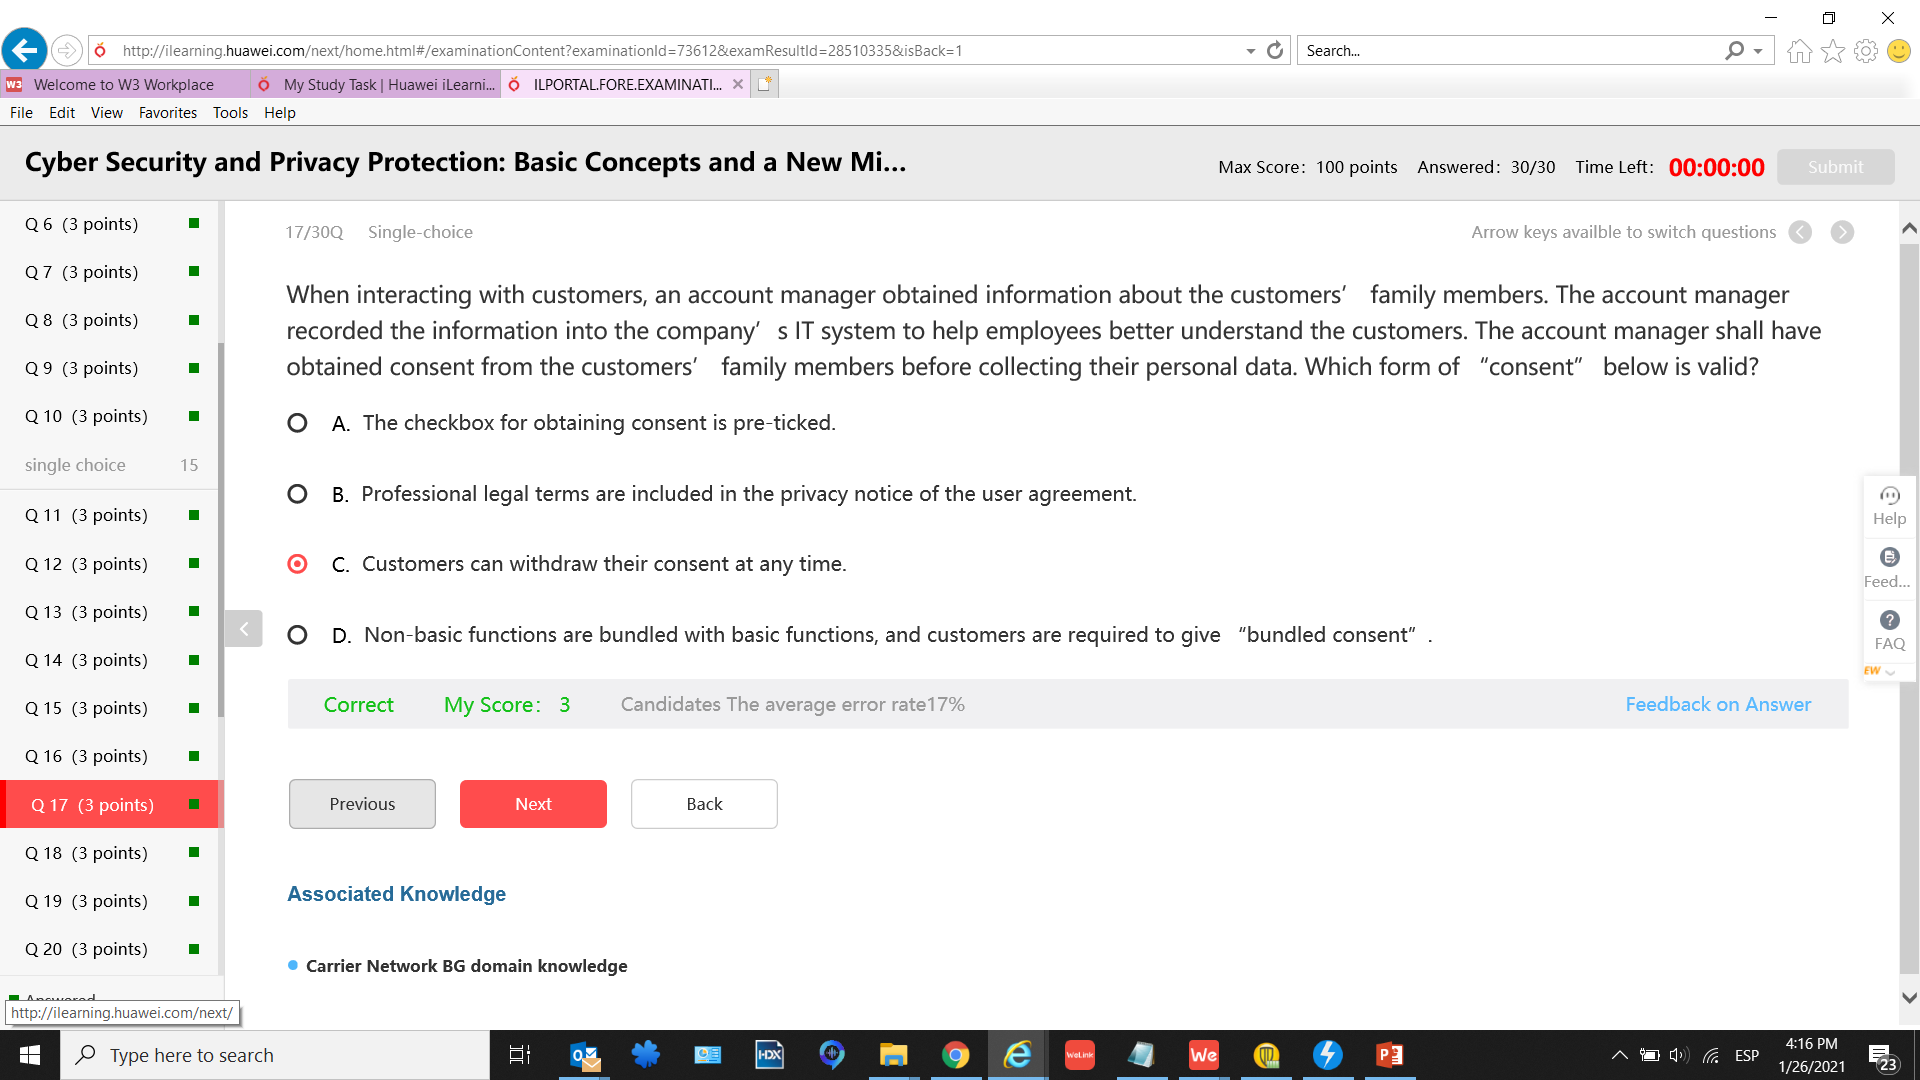 http://ilearning.huawei.com/next/home.html#/examinationContent?examinationId=73612&examResultId=28510335&isBack=1
Search...
W3 Welcome to W3 Workplace
My Study Task | Huawei iLearni...
ILPORTAL.FORE.EXAMINATI...
File Edit View Favorites Tools Help
Cyber Security and Privacy Protection: Basic Concepts and a New Mi...
Max Score: 100 points Answered: 30/30 Time Left: 00:00:00 Submit
Q 6 (3 points)
Q 7 (3 points)
Q 8 (3 points)
Q 9 (3 points)
Q 10 (3 points)
single choice 15
Q 11 (3 points)
Q 12 (3 points)
Q 13 (3 points)
Q 14 (3 points)
Q 15 (3 points)
Q 16 (3 points)
Q 17 (3 points)
Q 18 (3 points)
Q 19 (3 points)
Q 20 (3 points)
Answered
http://ilearning.huawei.com/next/
17/30Q Single-choice
Arrow keys availble to switch questions
When interacting with customers, an account manager obtained information about the customers’ family members. The account manager
recorded the information into the company’ s IT system to help employees better understand the customers. The account manager shall have
obtained consent from the customers’ family members before collecting their personal data. Which form of “consent” below is valid?
A. The checkbox for obtaining consent is pre-ticked.
B. Professional legal terms are included in the privacy notice of the user agreement.
C. Customers can withdraw their consent at any time.
D. Non-basic functions are bundled with basic functions, and customers are required to give “bundled consent” .
Correct My Score: 3 Candidates The average error rate17% Feedback on Answer
Previous Next Back
Associated Knowledge
Carrier Network BG domain knowledge
Help
Feed...
FAQ
EW
Type here to search
HDX
WeLink
We
ESP
4:16 PM
1/26/2021
23